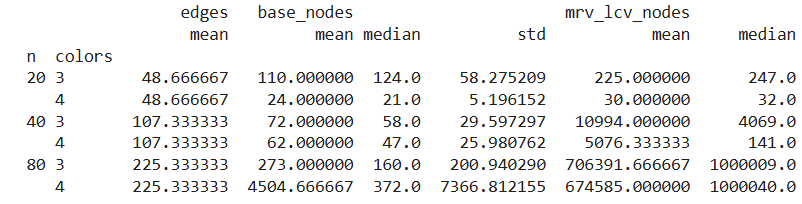 edges base_nodes mrv_lcv_nodes
mean mean median std mean median
n colors
20 3 48.666667 110.000000 124.0 58.275209 225.000000 247.0
4 48.666667 24.000000 21.0 5.196152 30.000000 32.0
40 3 107.333333 72.000000 58.0 29.597297 10994.000000 4069.0
4 107.333333 62.000000 47.0 25.980762 5076.333333 141.0
80 3 225.333333 273.000000 160.0 200.940290 706391.666667 1000009.0
4 225.333333 4504.666667 372.0 7366.812155 674585.000000 1000040.0